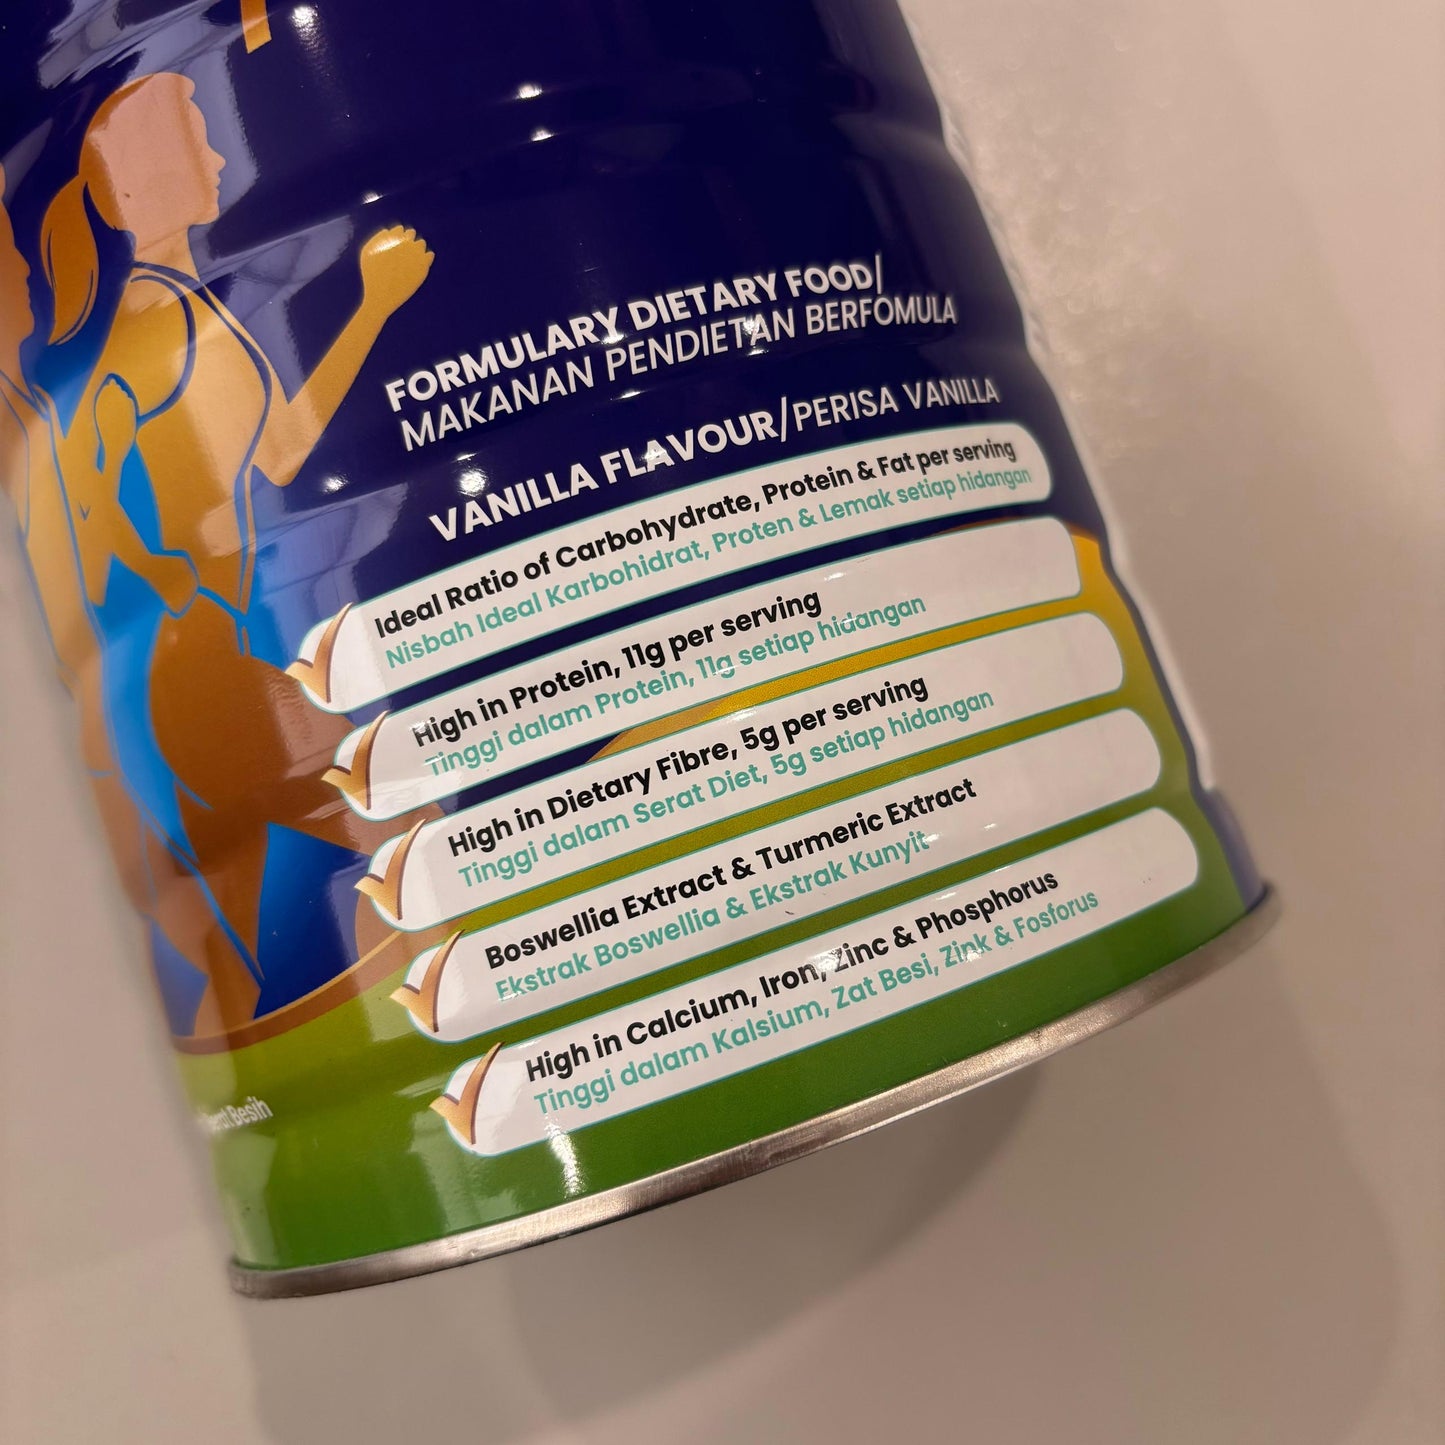 FORMULARY DIETARY FOOD/
MAKANAN PENDIETAN BERFOMULA
VANILLA FLAVOUR/PERISA VANILLA
Ideal Ratio of Carbohydrate, Protein & Fat per serving
Nisbah Ideal Karbohidrat, Proten & Lemak setiap hidangan
High in Protein, 11g per serving
Tinggi dalam Protein, 11g setiap hidangan
High in Dietary Fibre, 5g per serving
Tinggi dalam Serat Diet, 5g setiap hidangan
Boswellia Extract & Turmeric Extract
Ekstrak Boswellia & Ekstrak Kunyit
High in Calcium, Iron, Zinc & Phosphorus
Tinggi dalam Kalsium, Zat Besi, Zink & Fosforus
Besih